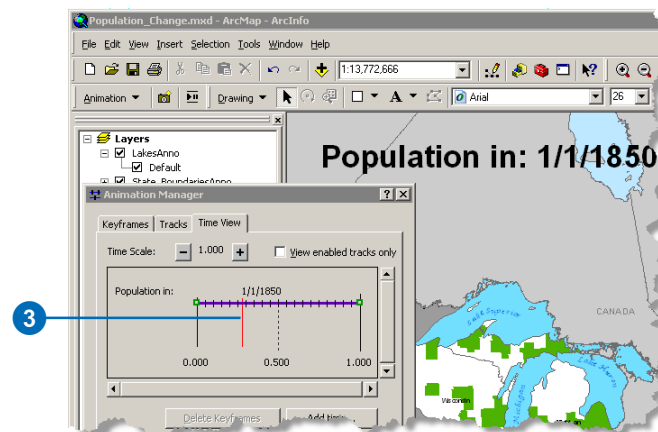 Population_Change.mxd - ArcMap - ArcInfo
File Edit View Insert Selection Tools Window Help
1:13,772,666
Animation Drawing A Arial 26
Layers
LakesAnno
Default
State_BoundariesAnno
Population in: 1/1/1850
Animation Manager
Keyframes Tracks Time View
Time Scale: 1.000 View enabled tracks only
Population in: 1/1/1850
0.000 0.500 1.000
Delete Keyframes
3
CANADA
Lake Superior
Lake Huron
Michigan
Wisconsin